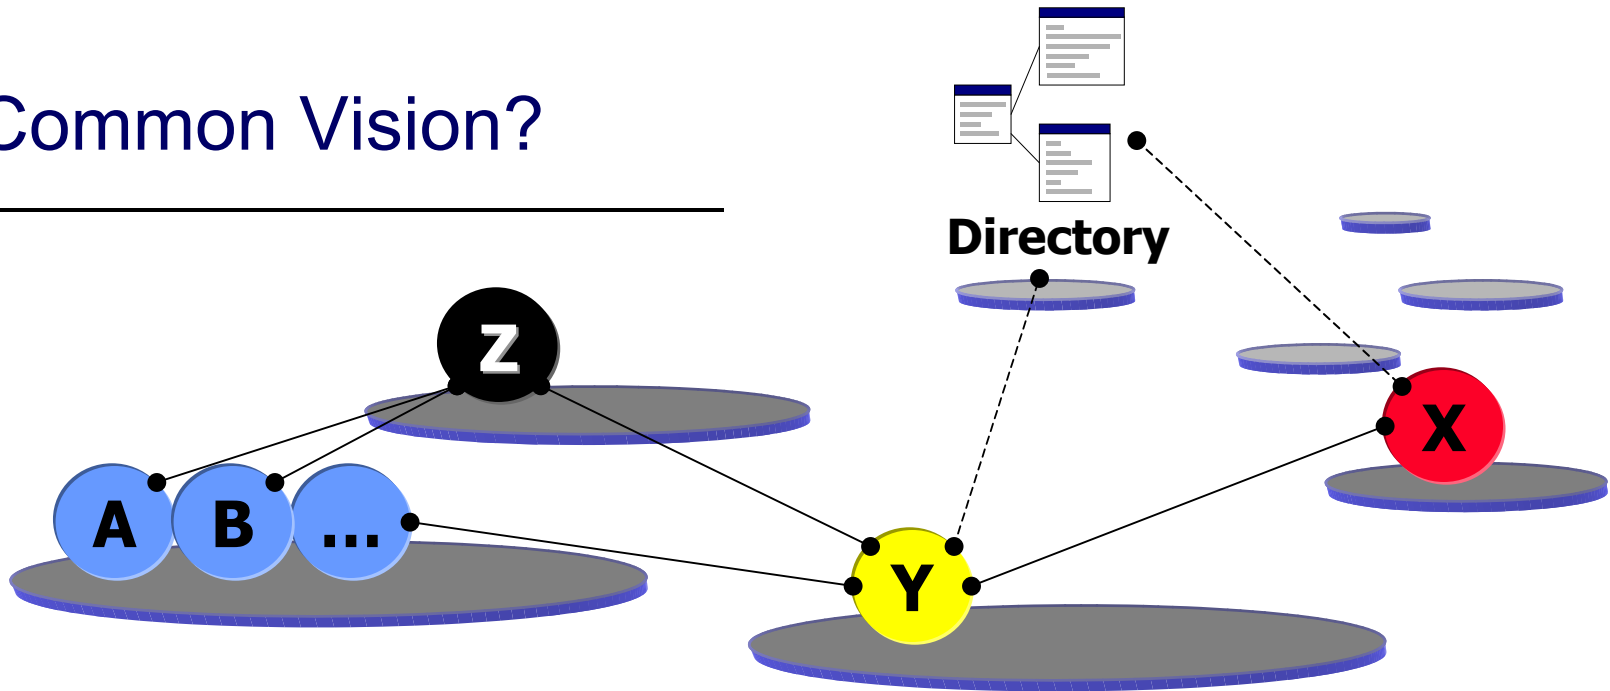 Common Vision?
Directory
Z
X
A B ...
Y